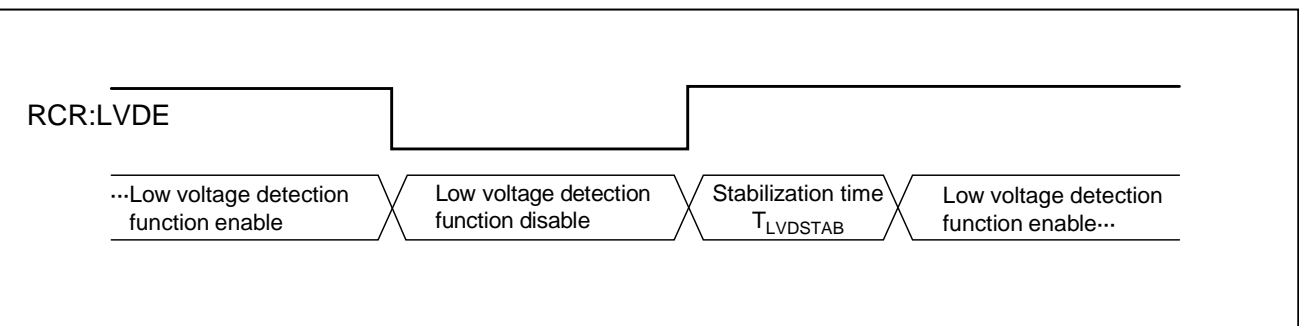 RCR:LVDE
···Low voltage detection
function enable
Low voltage detection
function disable
Stabilization time
TLVDSTAB
Low voltage detection
function enable···